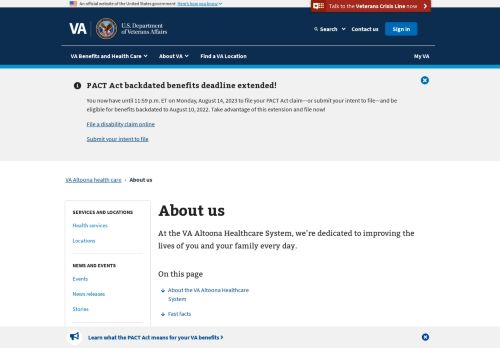 An official website of the United States government Here's how you know
Talk to the Veterans Crisis Line now
VA
U.S. Department
of Veterans Affairs
Search
Contact us
Sign in
VA Benefits and Health Care
About VA
Find a VA Location
My VA
PACT Act backdated benefits deadline extended!
You now have until 11:59 p.m. ET on Monday, August 14, 2023 to file your PACT Act claim—or submit your intent to file—and be
eligible for benefits backdated to August 10, 2022. Take advantage of this extension and file now!
File a disability claim online
Submit your intent to file
VA Altoona health care › About us
SERVICES AND LOCATIONS
Health services
Locations
NEWS AND EVENTS
Events
News releases
Stories
About us
At the VA Altoona Healthcare System, we're dedicated to improving the
lives of you and your family every day.
On this page
About the VA Altoona Healthcare
System
Fast facts
Learn what the PACT Act means for your VA benefits